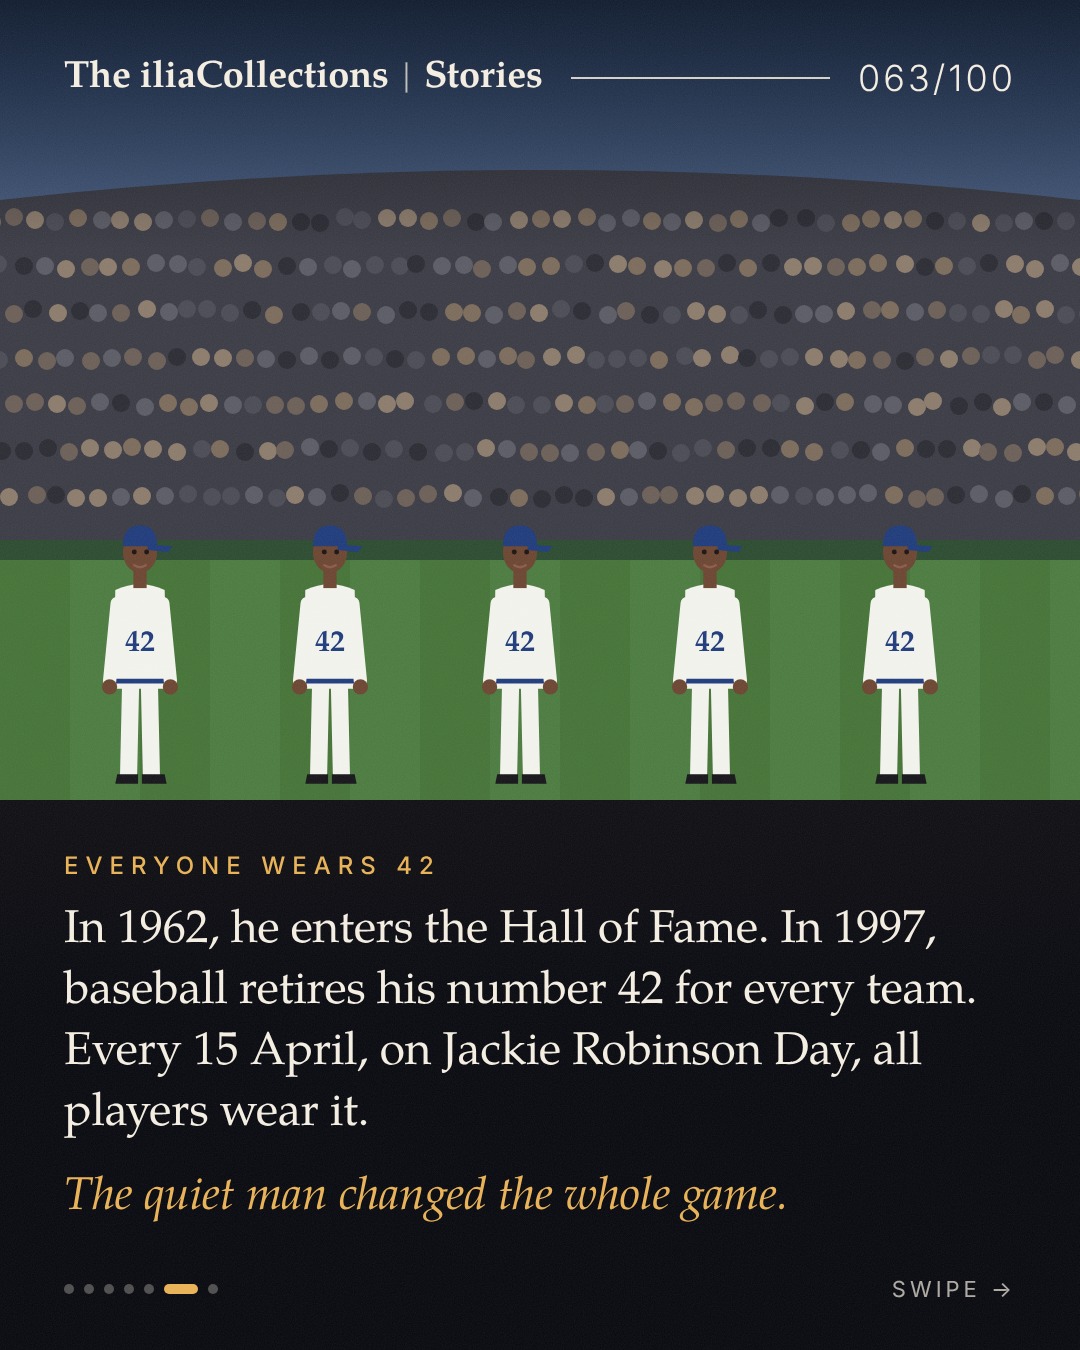 The iliaCollections | Stories
063/100
42
42
42
42
42
EVERYONE WEARS 42
In 1962, he enters the Hall of Fame. In 1997,
baseball retires his number 42 for every team.
Every 15 April, on Jackie Robinson Day, all
players wear it.
The quiet man changed the whole game.
SWIPE →